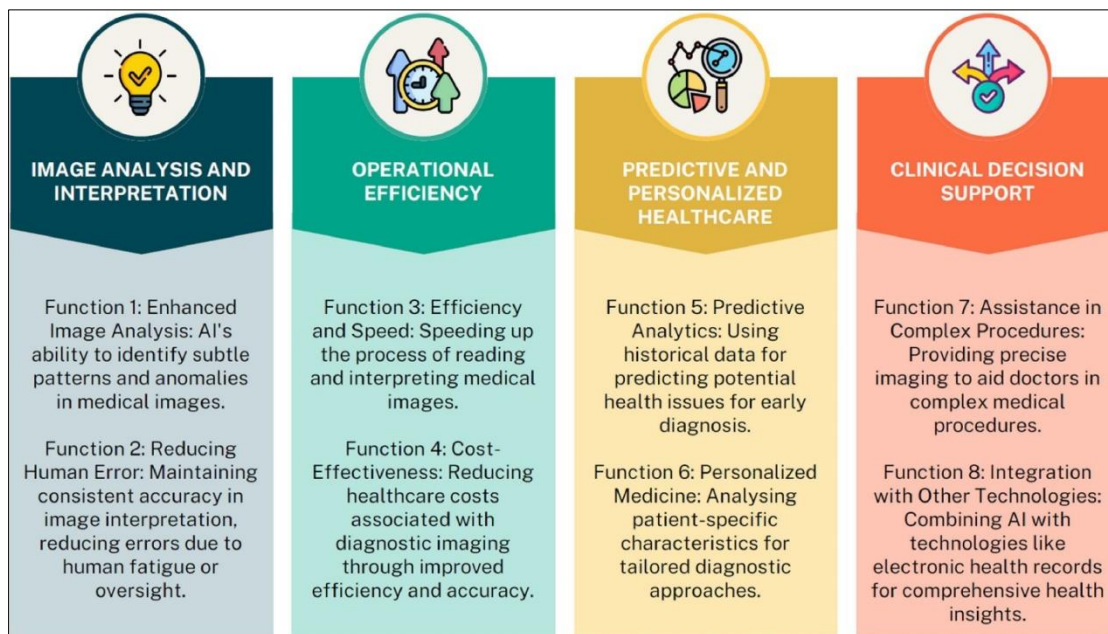 IMAGE ANALYSIS AND
INTERPRETATION
Function 1: Enhanced
Image Analysis: AI's
ability to identify subtle
patterns and anomalies
in medical images.
Function 2: Reducing
Human Error: Maintaining
consistent accuracy in
image interpretation,
reducing errors due to
human fatigue or
oversight.
OPERATIONAL
EFFICIENCY
Function 3: Efficiency
and Speed: Speeding up
the process of reading
and interpreting medical
images.
Function 4: Cost-
Effectiveness: Reducing
healthcare costs
associated with
diagnostic imaging
through improved
efficiency and accuracy.
PREDICTIVE AND
PERSONALIZED
HEALTHCARE
Function 5: Predictive
Analytics: Using
historical data for
predicting potential
health issues for early
diagnosis.
Function 6: Personalized
Medicine: Analysing
patient-specific
characteristics for
tailored diagnostic
approaches.
CLINICAL DECISION
SUPPORT
Function 7: Assistance in
Complex Procedures:
Providing precise
imaging to aid doctors in
complex medical
procedures.
Function 8: Integration
with Other Technologies:
Combining AI with
technologies like
electronic health records
for comprehensive health
insights.